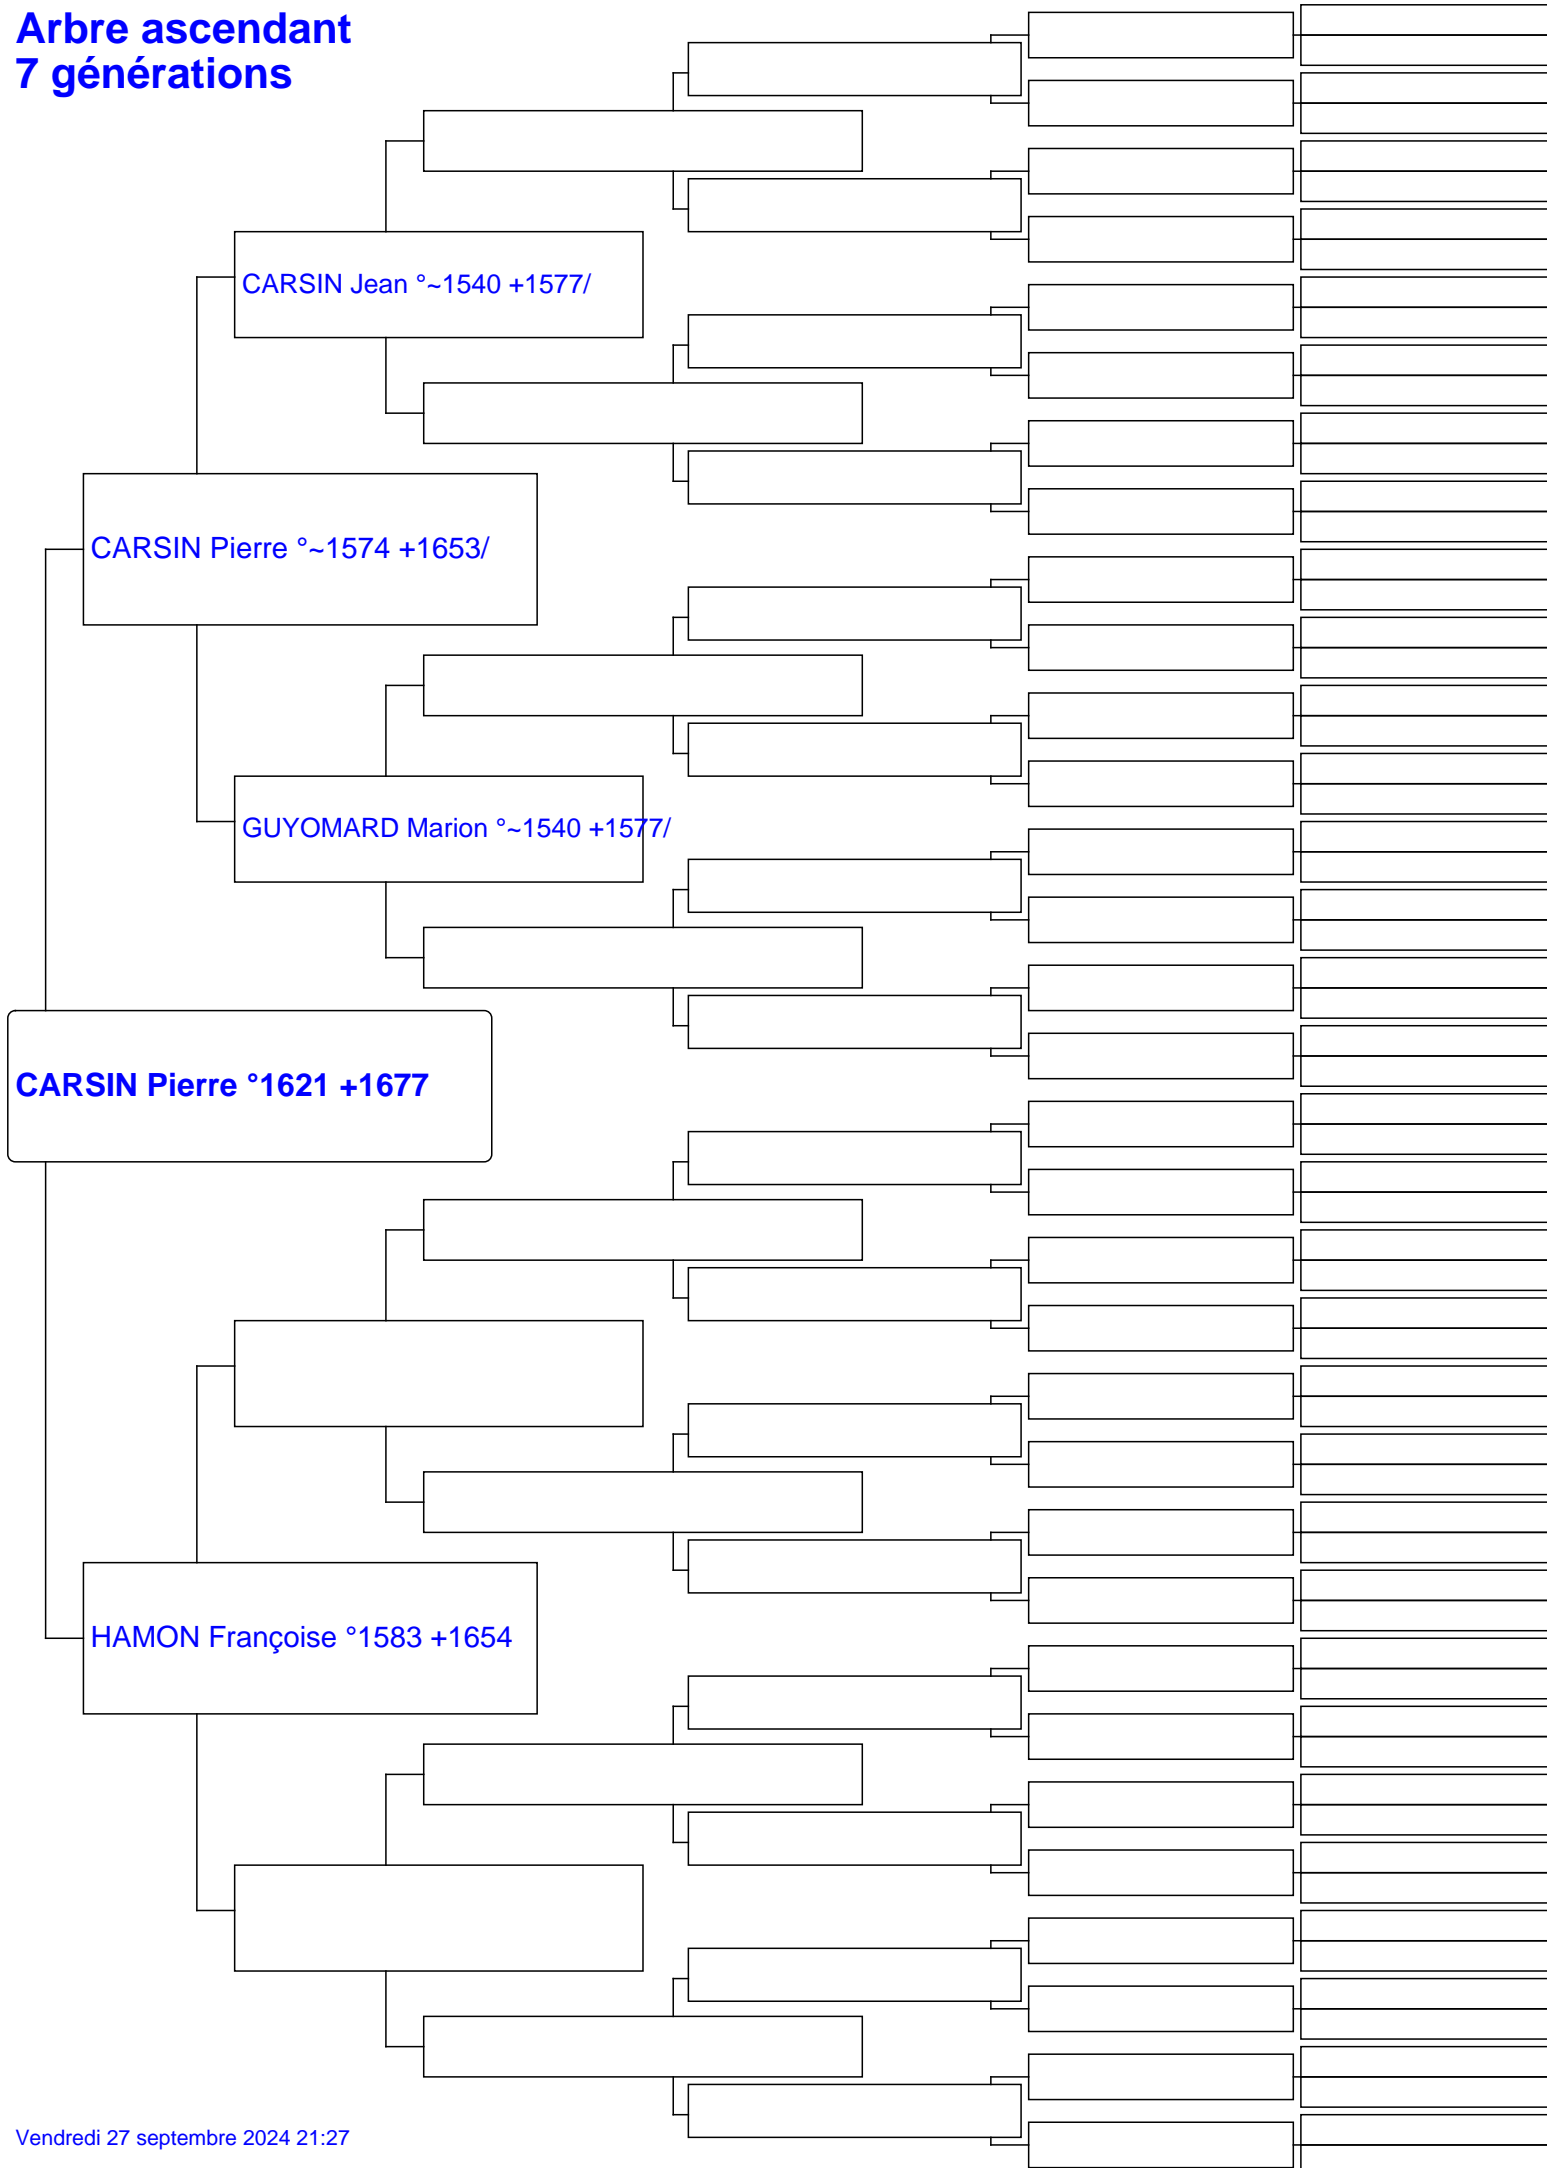 Arbre ascendant
7 générations
CARSIN Jean °~1540 +1577/
CARSIN Pierre °~1574 +1653/
GUYOMARD Marion °~1540 +1577/
CARSIN Pierre °1621 +1677
HAMON Françoise °1583 +1654
Vendredi 27 septembre 2024 21:27